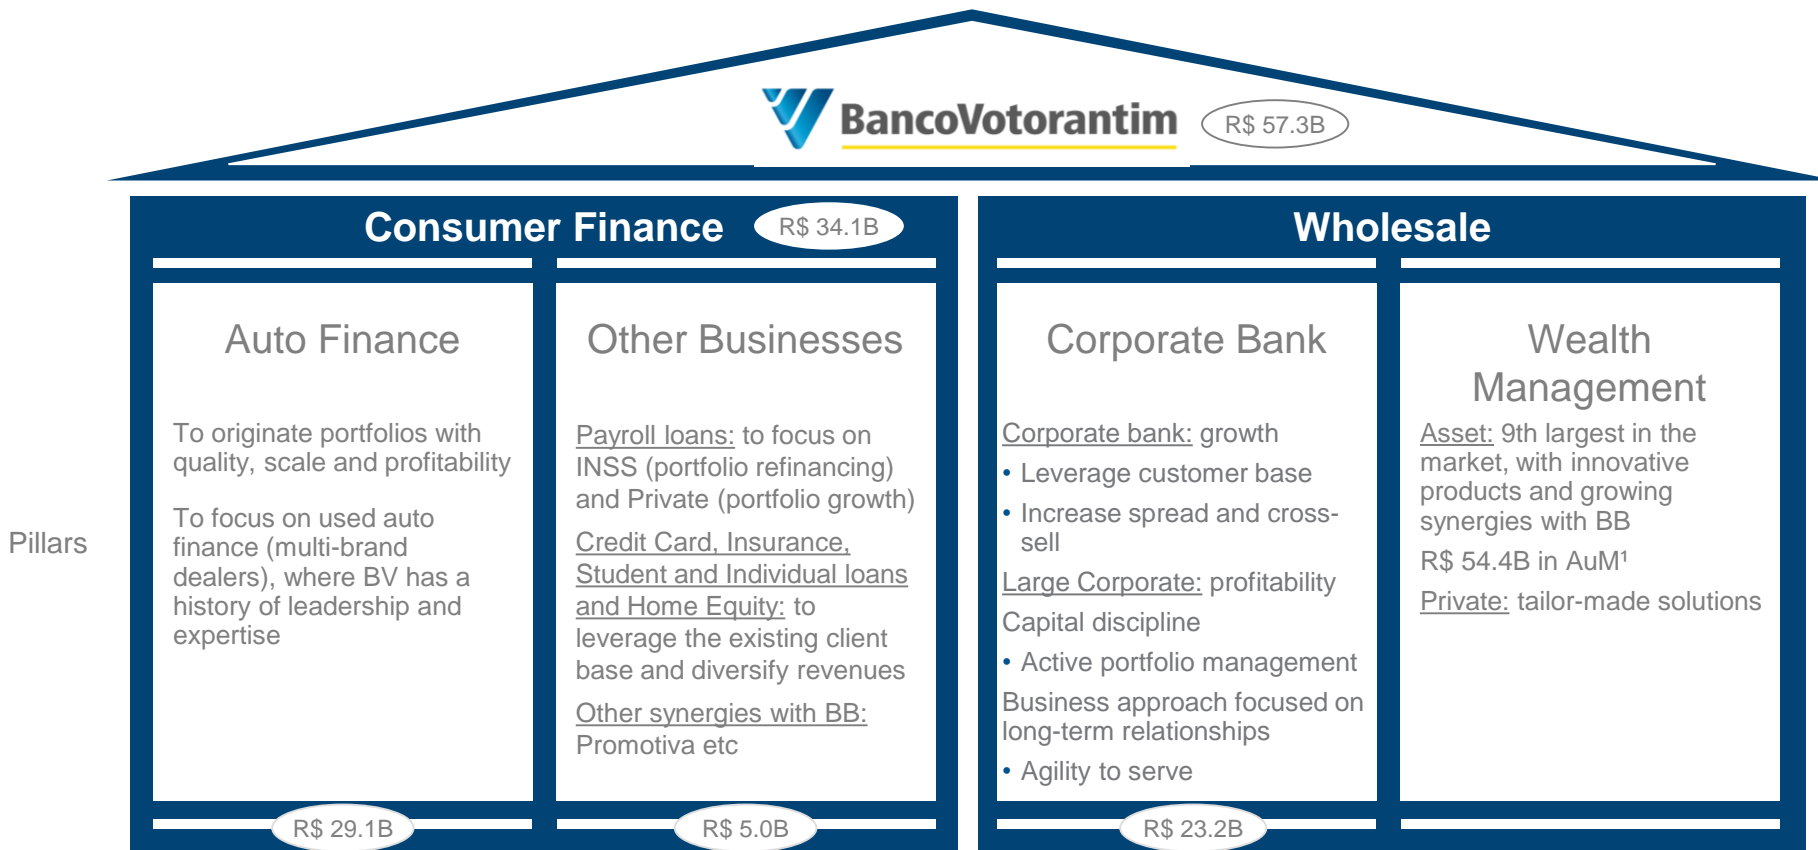 BancoVotorantim
R$ 57.3B
Consumer Finance
R$ 34.1B
Wholesale
Pillars
Auto Finance
To originate portfolios with
quality, scale and profitability
To focus on used auto
finance (multi-brand
dealers), where BV has a
history of leadership and
expertise
R$ 29.1B
Other Businesses
Payroll loans: to focus on
INSS (portfolio refinancing)
and Private (portfolio growth)
Credit Card, Insurance,
Student and Individual loans
and Home Equity: to
leverage the existing client
base and diversify revenues
Other synergies with BB:
Promotiva etc
R$ 5.0B
Corporate Bank
Corporate bank: growth
• Leverage customer base
• Increase spread and cross-
sell
Large Corporate: profitability
Capital discipline
• Active portfolio management
Business approach focused on
long-term relationships
• Agility to serve
R$ 23.2B
Wealth
Management
Asset: 9th largest in the
market, with innovative
products and growing
synergies with BB
R$ 54.4B in AuM¹
Private: tailor-made solutions